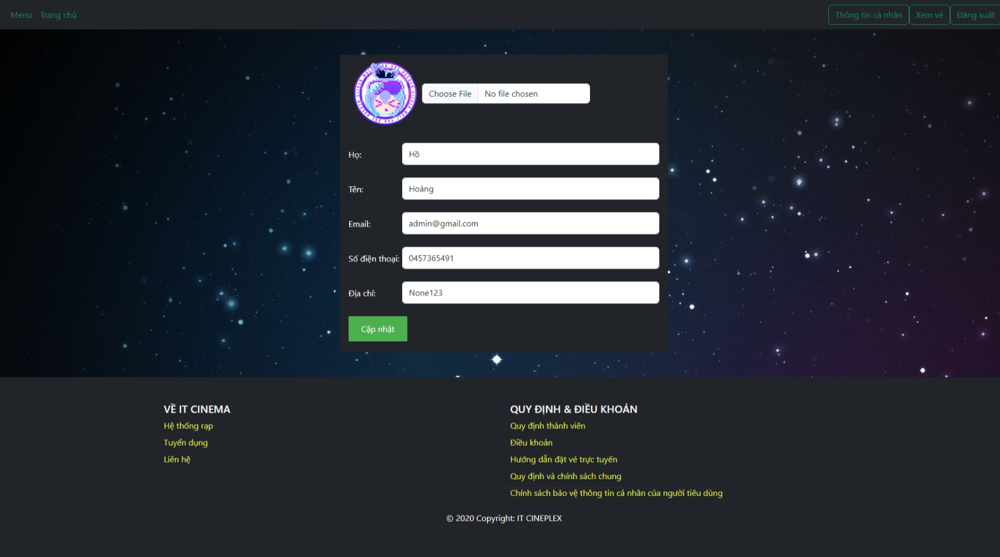 Menu Trang chủ Thông tin cá nhân Xem vé Đăng xuất
Choose File No file chosen
Họ: Hồ
Tên: Hoàng
Email: admin@gmail.com
Số điện thoại: 0457365491
Địa chỉ: None123
Cập nhật
VỀ IT CINEMA
Hệ thống rạp
Tuyển dụng
Liên hệ
QUY ĐỊNH & ĐIỀU KHOẢN
Quy định thành viên
Điều khoản
Hướng dẫn đặt vé trực tuyến
Quy định và chính sách chung
Chính sách bảo vệ thông tin cá nhân của người tiêu dùng
© 2020 Copyright: IT CINEPLEX